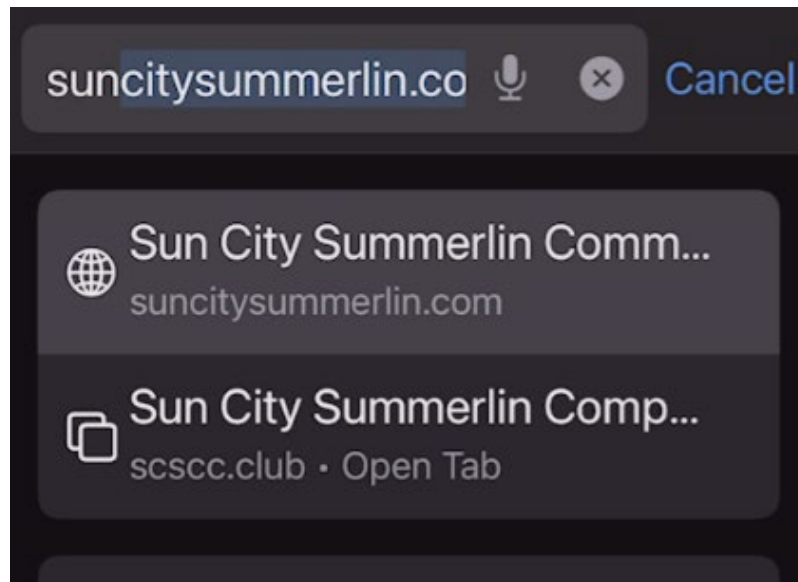 suncitysummerlin.co
Cancel
Sun City Summerlin Comm...
suncitysummerlin.com
Sun City Summerlin Comp...
scscc.club • Open Tab